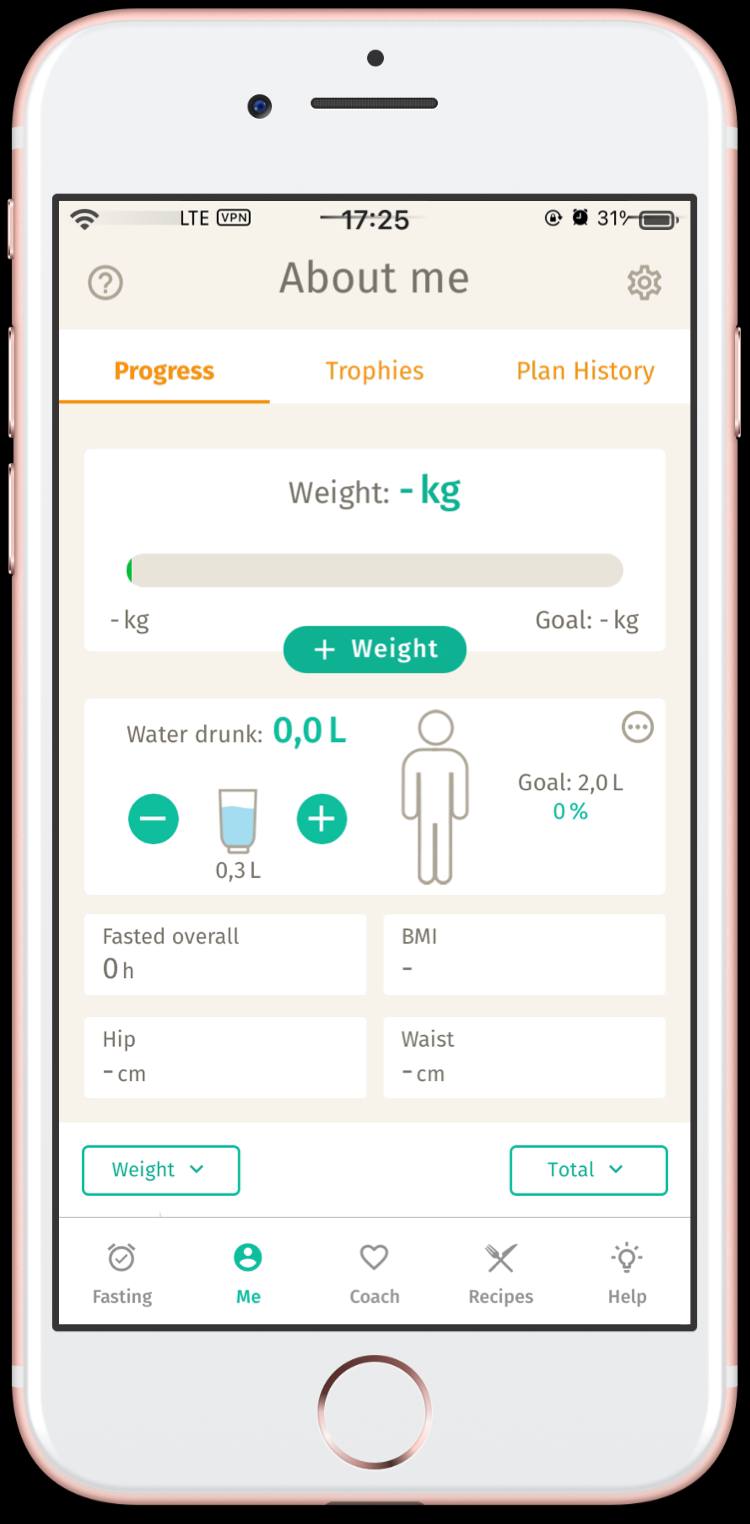 LTE VPN 17:25 31%
About me
Progress Trophies Plan History
Weight: - kg
- kg Goal: - kg
+ Weight
Water drunk: 0,0 L
Goal: 2,0 L
0 %
0,3 L
Fasted overall BMI
0 h -
Hip Waist
- cm - cm
Weight Total
Fasting Me Coach Recipes Help